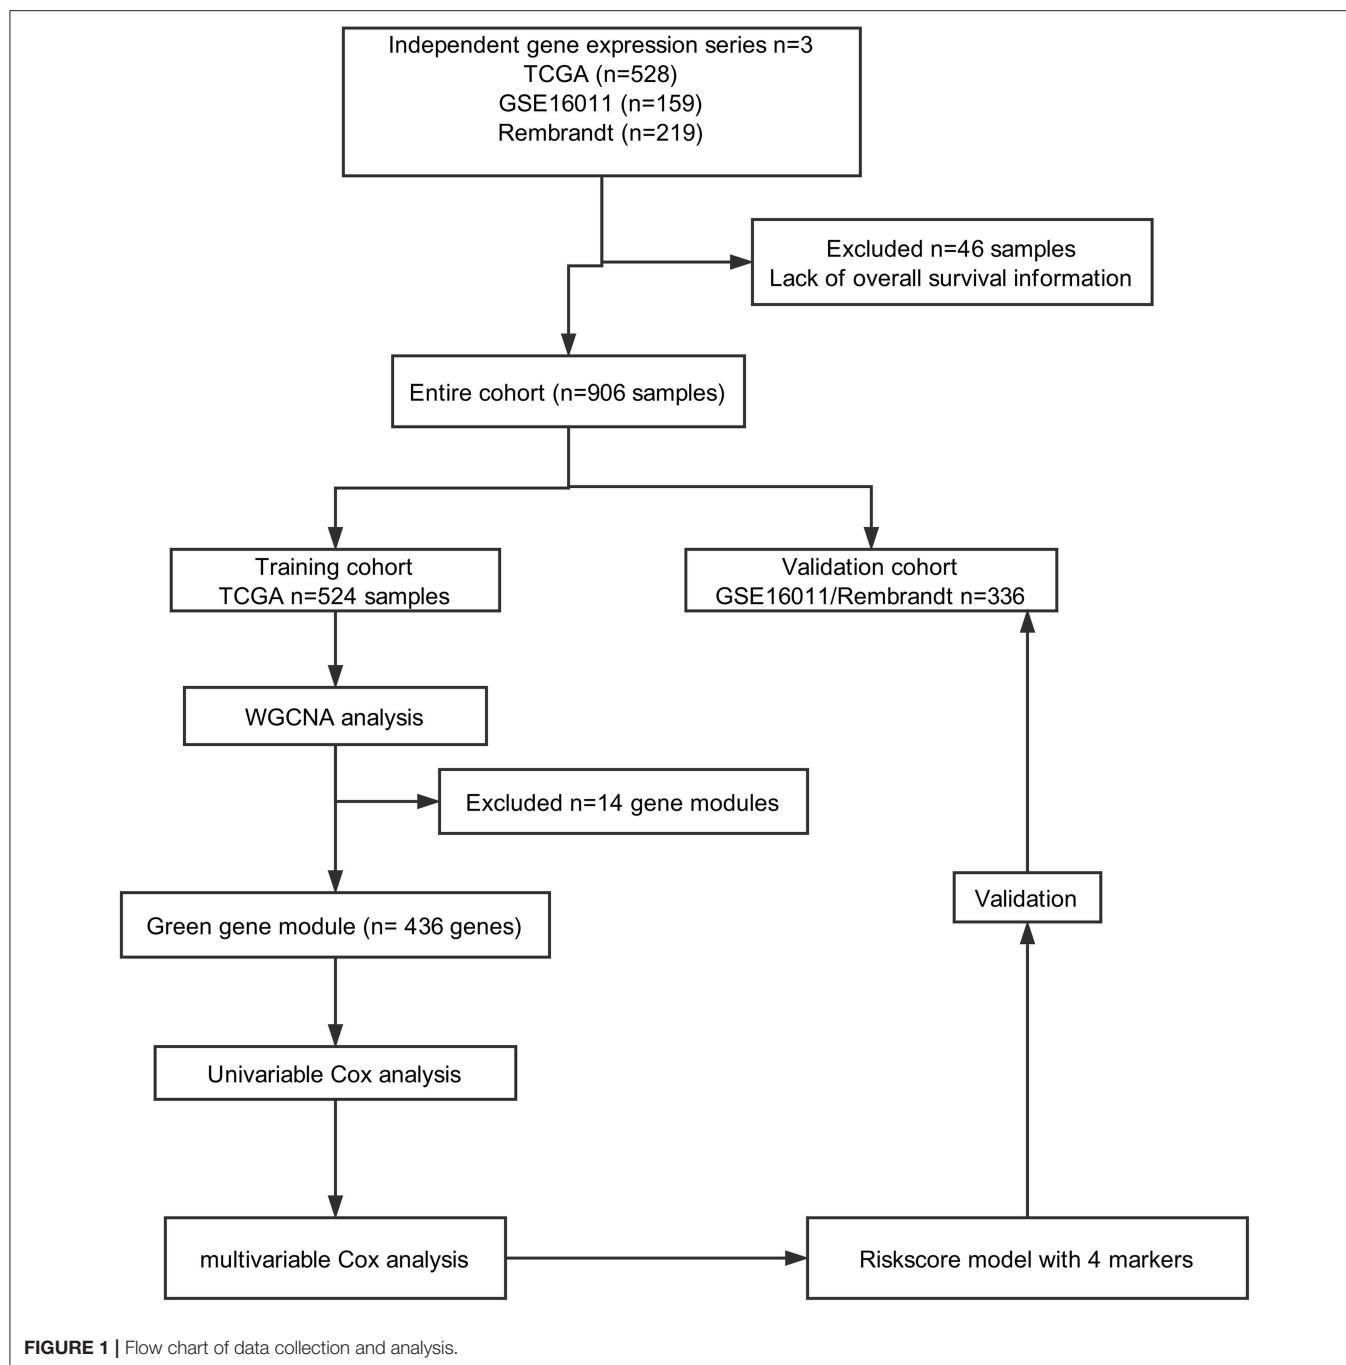 Independent gene expression series n=3
TCGA (n=528)
GSE16011 (n=159)
Rembrandt (n=219)
Excluded n=46 samples
Lack of overall survival information
Entire cohort (n=906 samples)
Training cohort
TCGA n=524 samples
Validation cohort
GSE16011/Rembrandt n=336
WGCNA analysis
Excluded n=14 gene modules
Green gene module (n= 436 genes)
Validation
Univariable Cox analysis
multivariable Cox analysis
Riskscore model with 4 markers
FIGURE 1 | Flow chart of data collection and analysis.